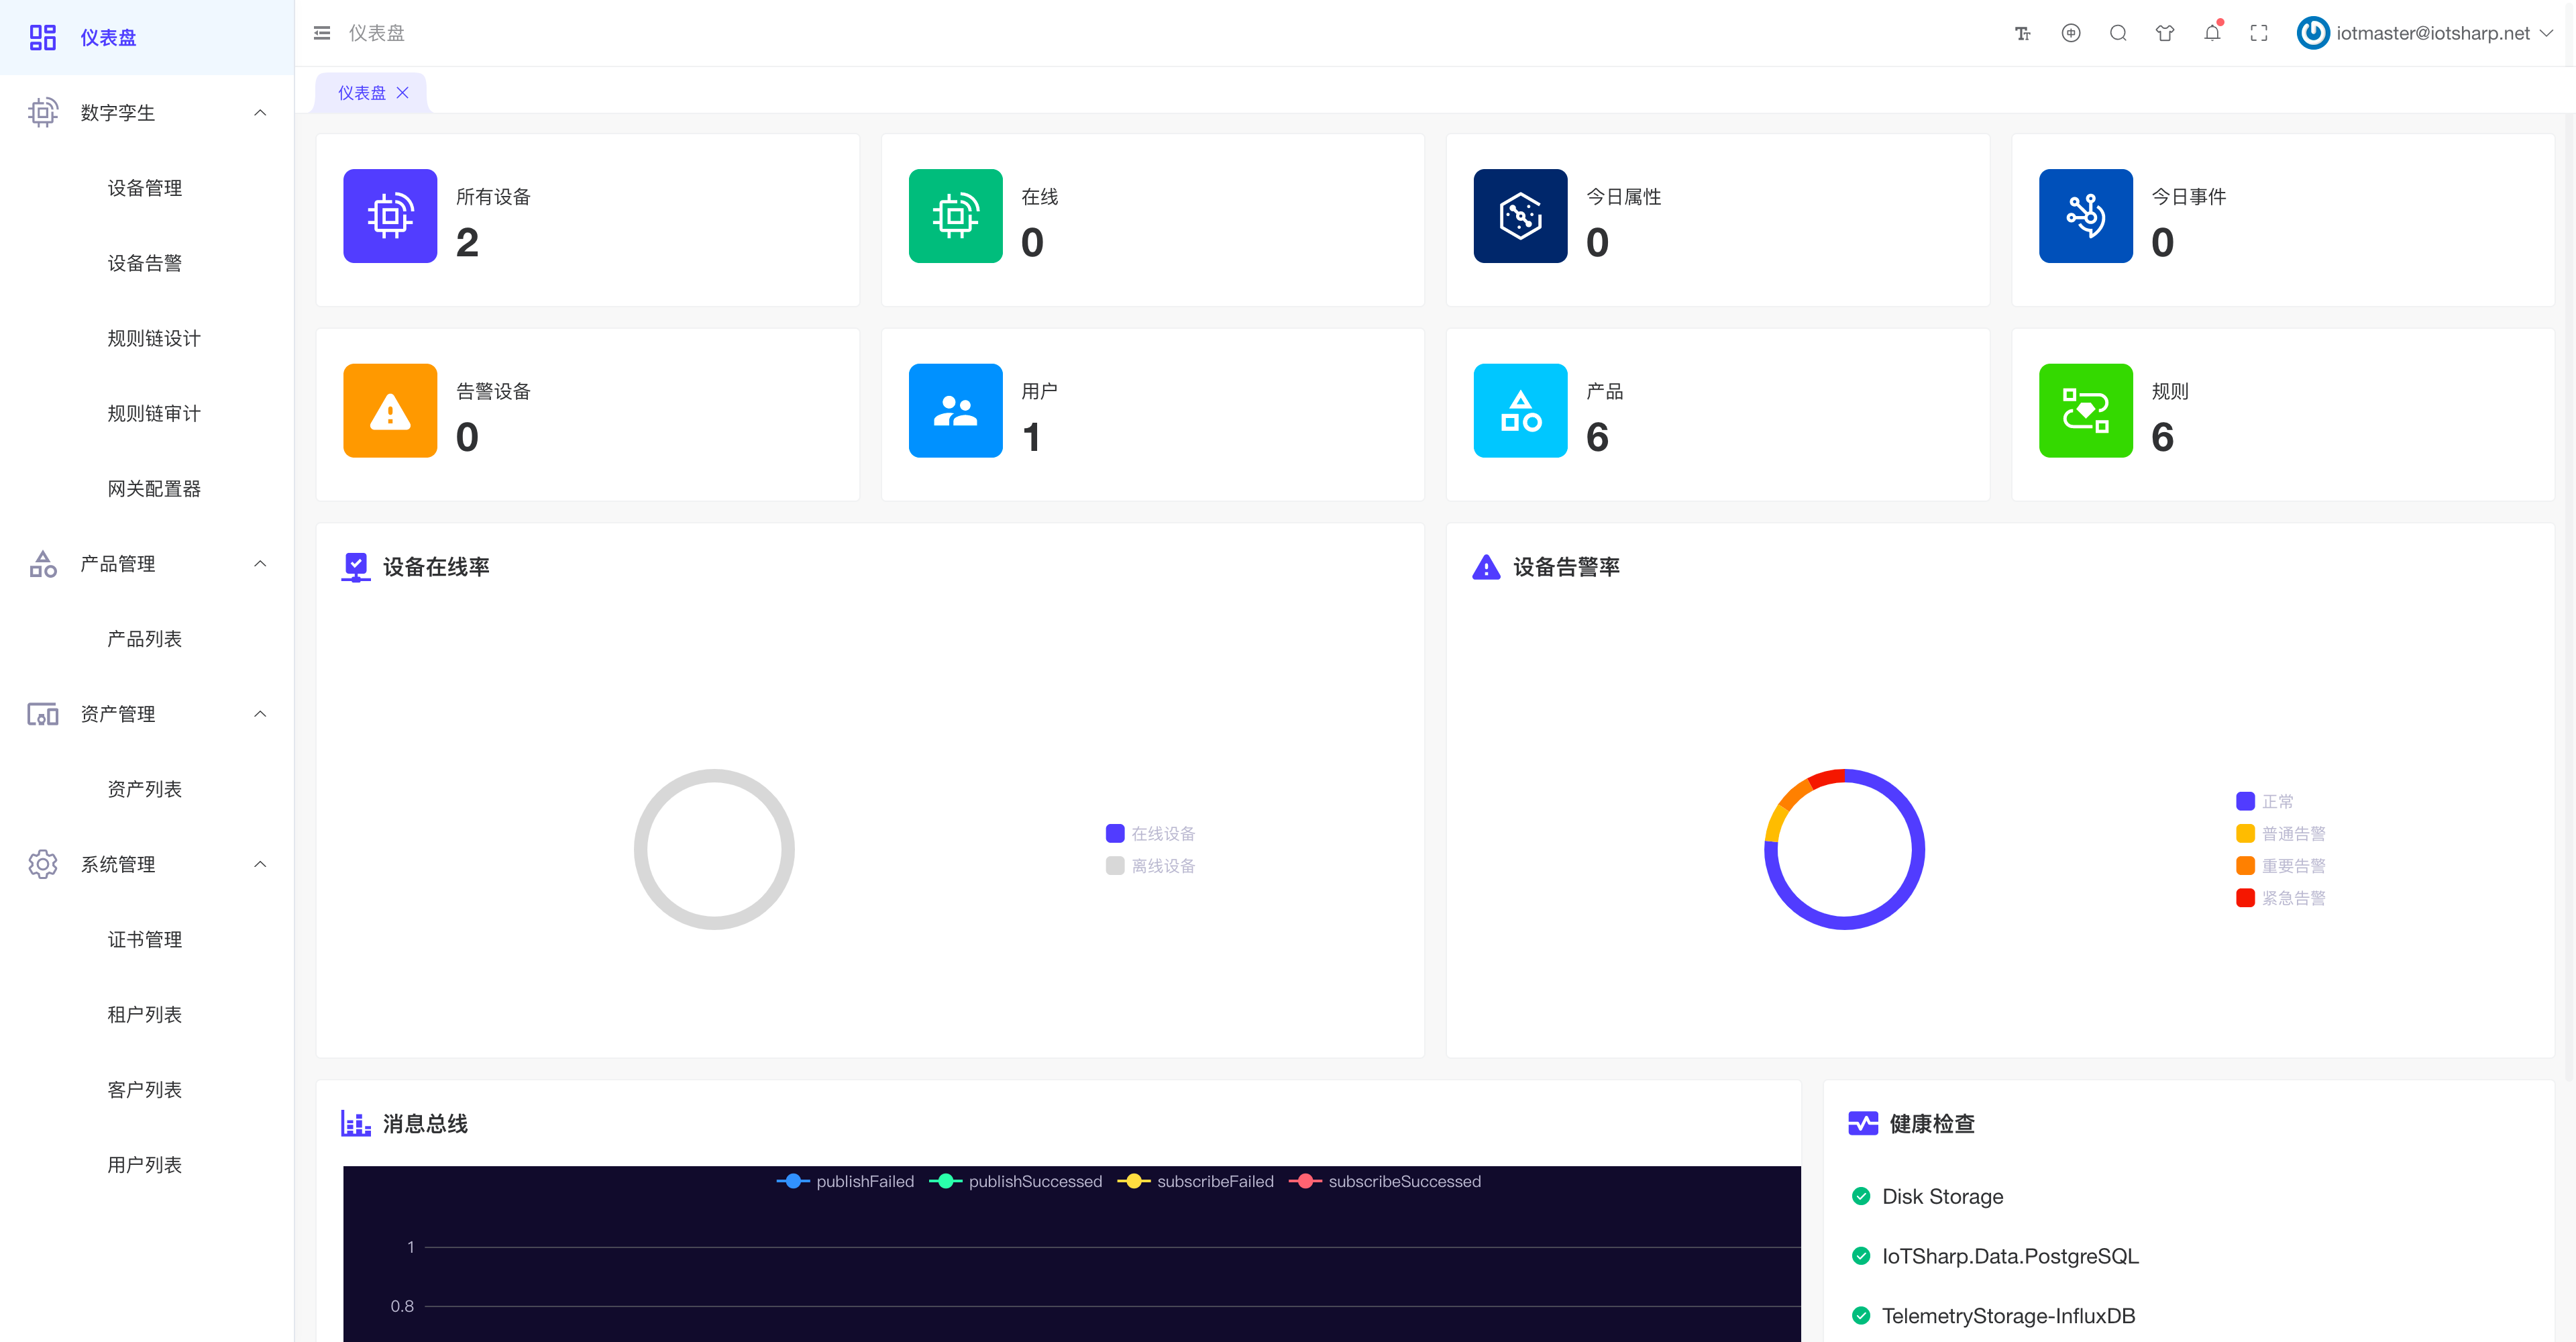 仪表盘
数字孪生
设备管理
设备告警
规则链设计
规则链审计
网关配置器
产品管理
产品列表
资产管理
资产列表
系统管理
证书管理
租户列表
客户列表
用户列表
仪表盘
iotmaster@iotsharp.net
仪表盘
所有设备
2
在线
0
今日属性
0
今日事件
0
告警设备
0
用户
1
产品
6
规则
6
设备在线率
在线设备
离线设备
设备告警率
正常
普通告警
重要告警
紧急告警
消息总线
publishFailed
publishSuccessed
subscribeFailed
subscribeSuccessed
1
0.8
健康检查
Disk Storage
IoTSharp.Data.PostgreSQL
TelemetryStorage-InfluxDB